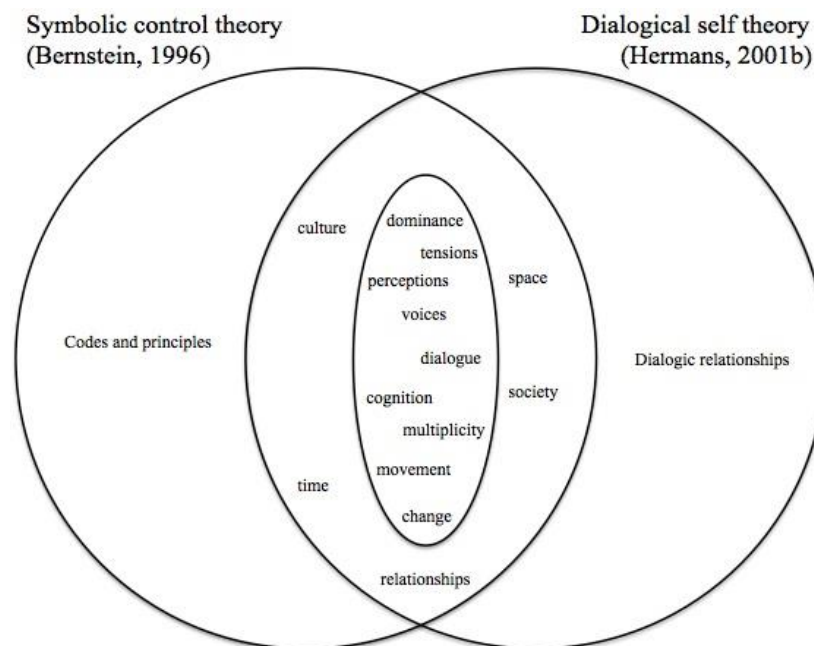 Symbolic control theory
(Bernstein, 1996)
Dialogical self theory
(Hermans, 2001b)
culture
dominance
tensions
perceptions
space
voices
Codes and principles
dialogue
Dialogic relationships
cognition
society
multiplicity
movement
time
change
relationships